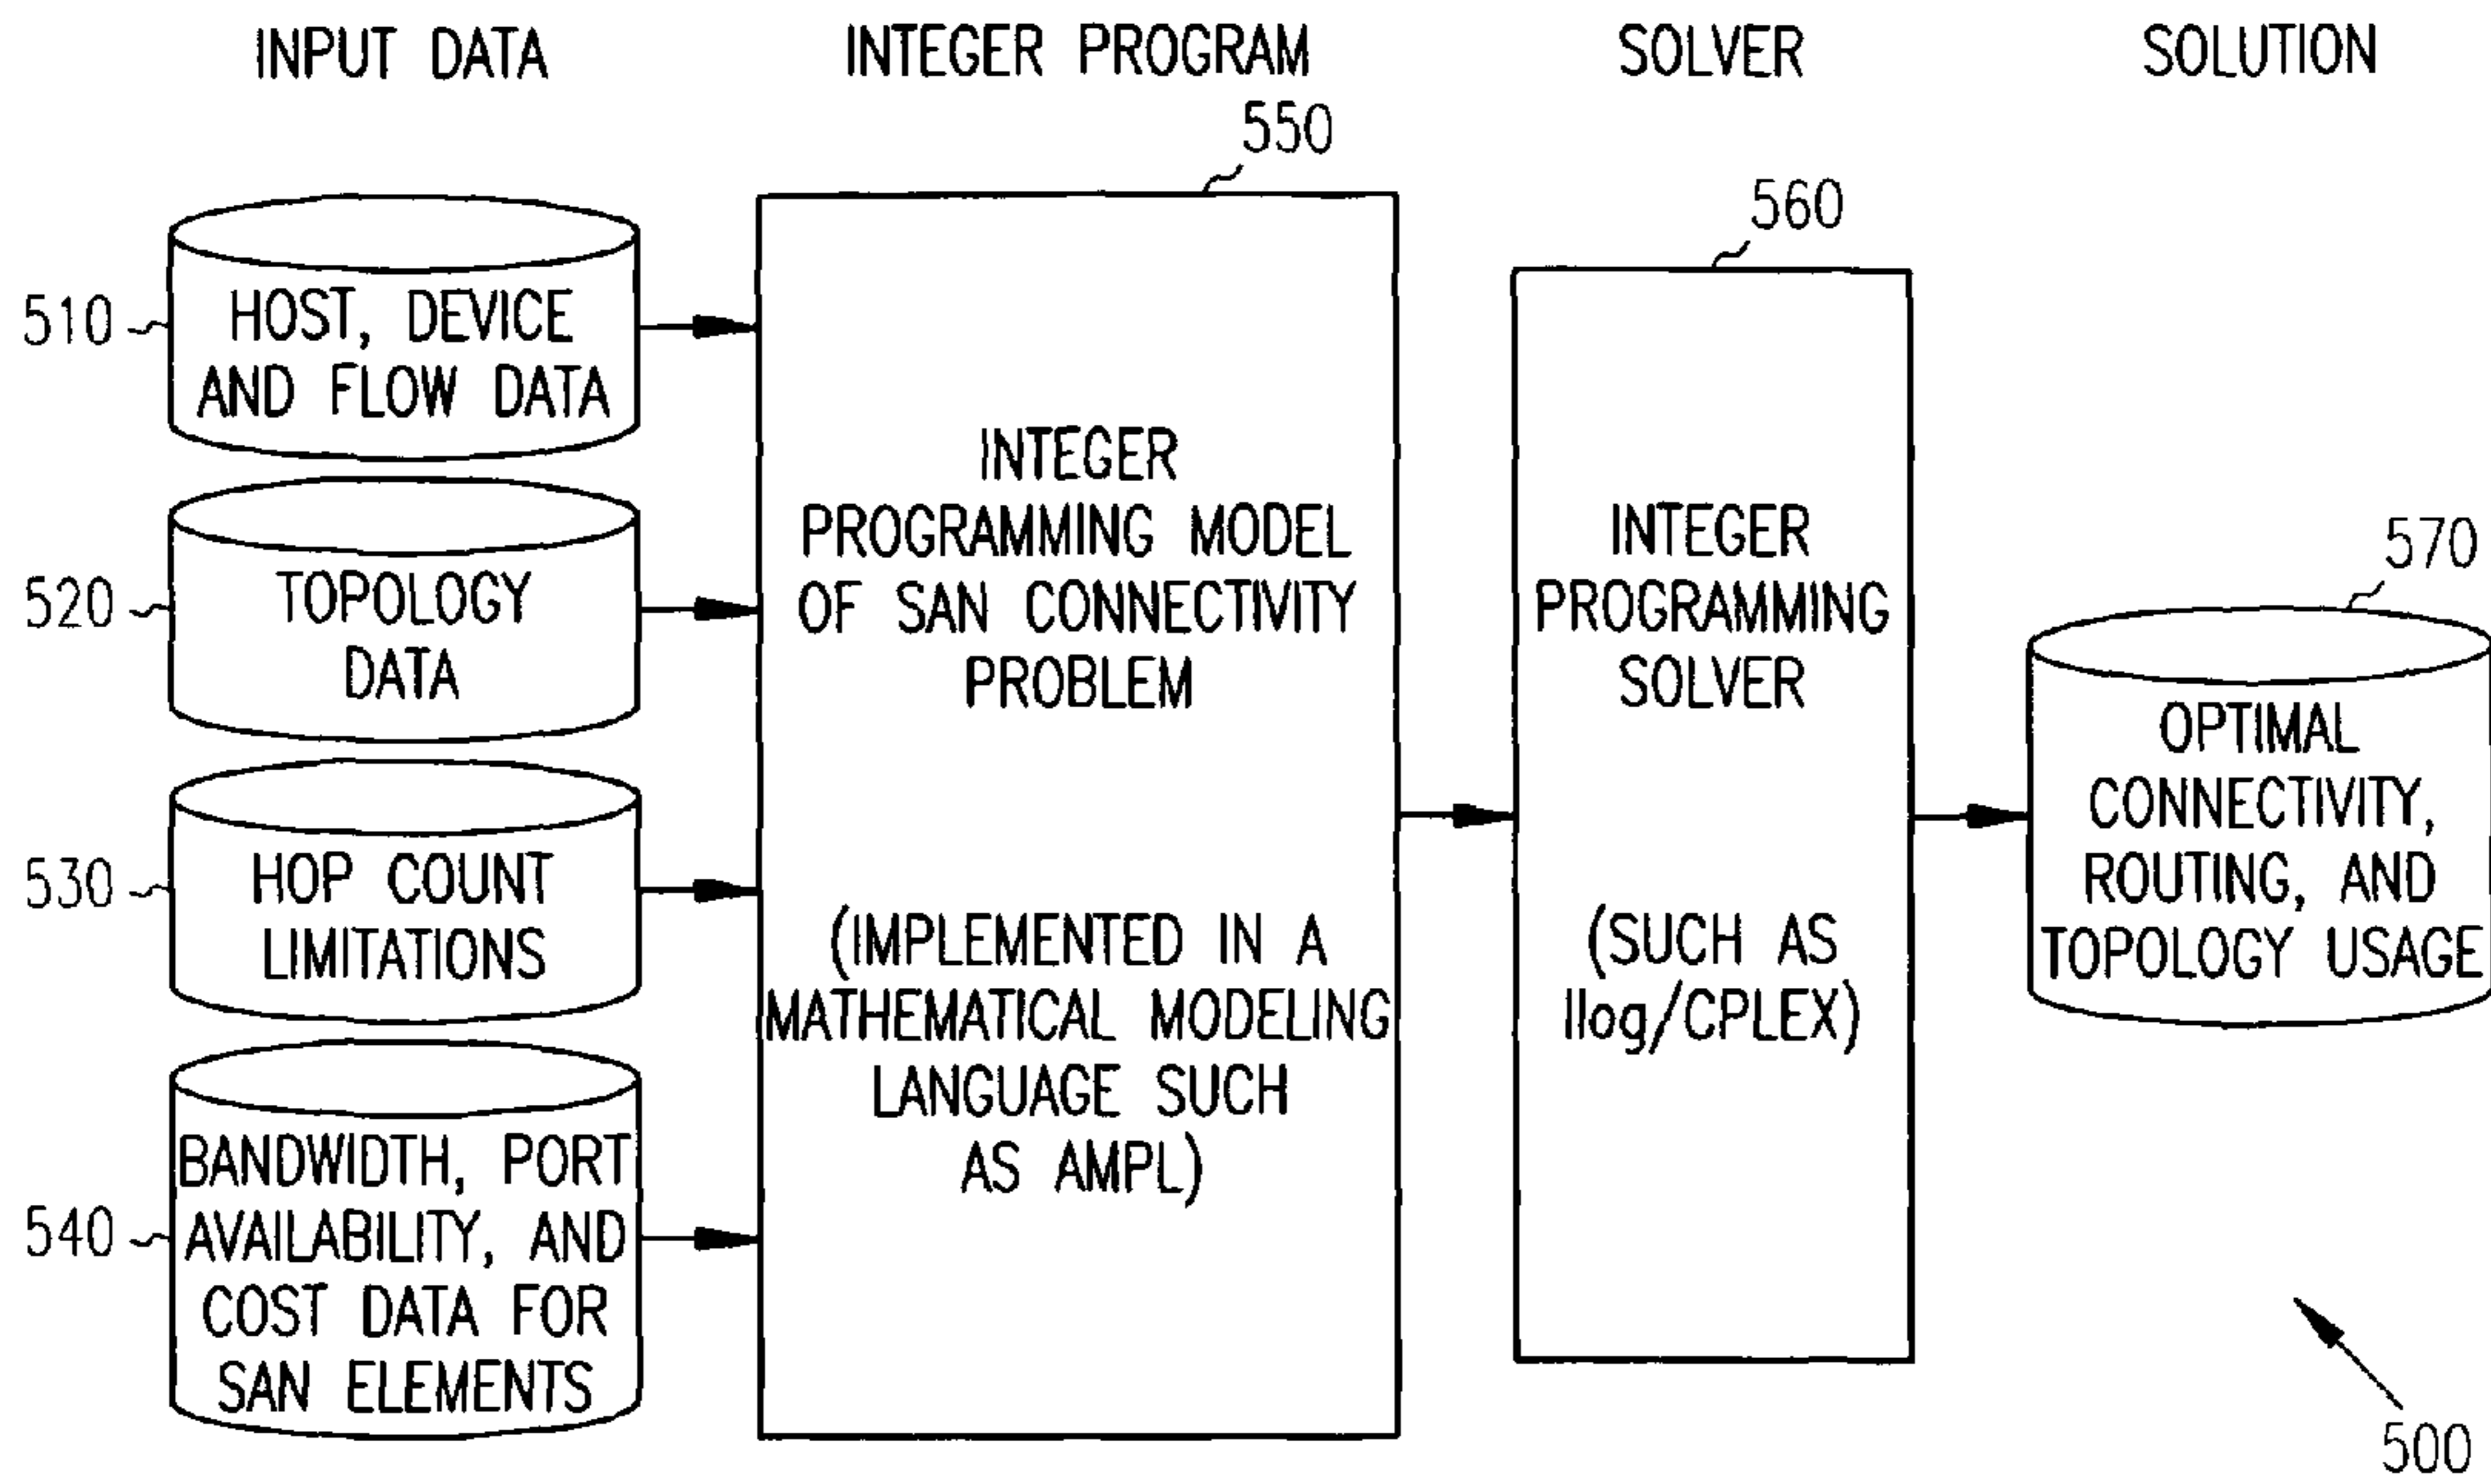 INPUT DATA
INTEGER PROGRAM
SOLVER
SOLUTION
510
HOST, DEVICE
AND FLOW DATA
520
TOPOLOGY
DATA
530
HOP COUNT
LIMITATIONS
540
BANDWIDTH, PORT
AVAILABILITY, AND
COST DATA FOR
SAN ELEMENTS
550
INTEGER
PROGRAMMING MODEL
OF SAN CONNECTIVITY
PROBLEM
(IMPLEMENTED IN A
MATHEMATICAL MODELING
LANGUAGE SUCH
AS AMPL)
560
INTEGER
PROGRAMMING
SOLVER
(SUCH AS
Ilog/CPLEX)
570
OPTIMAL
CONNECTIVITY,
ROUTING, AND
TOPOLOGY USAGE
500